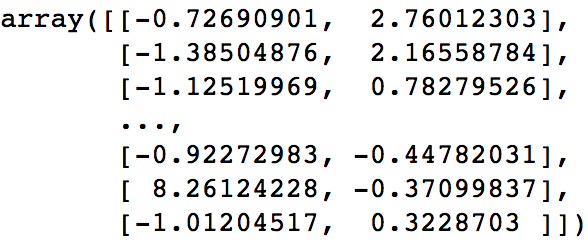 array([[-0.72690901,  2.76012303],
       [-1.38504876,  2.16558784],
       [-1.12519969,  0.78279526],
       ...,
       [-0.92272983, -0.44782031],
       [ 8.26124228, -0.37099837],
       [-1.01204517,  0.3228703 ]])